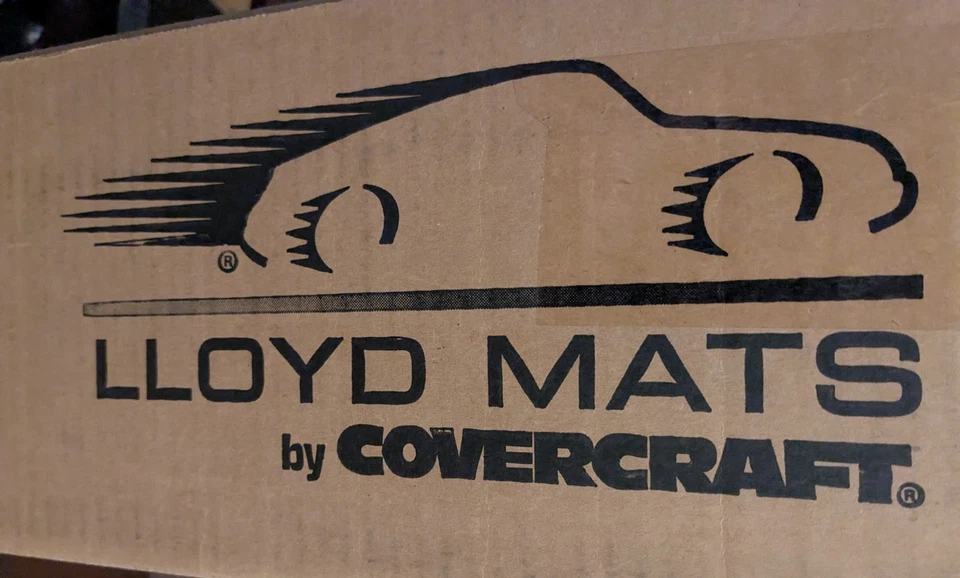 ®
LLOYD MATS
by COVERCRAFT®